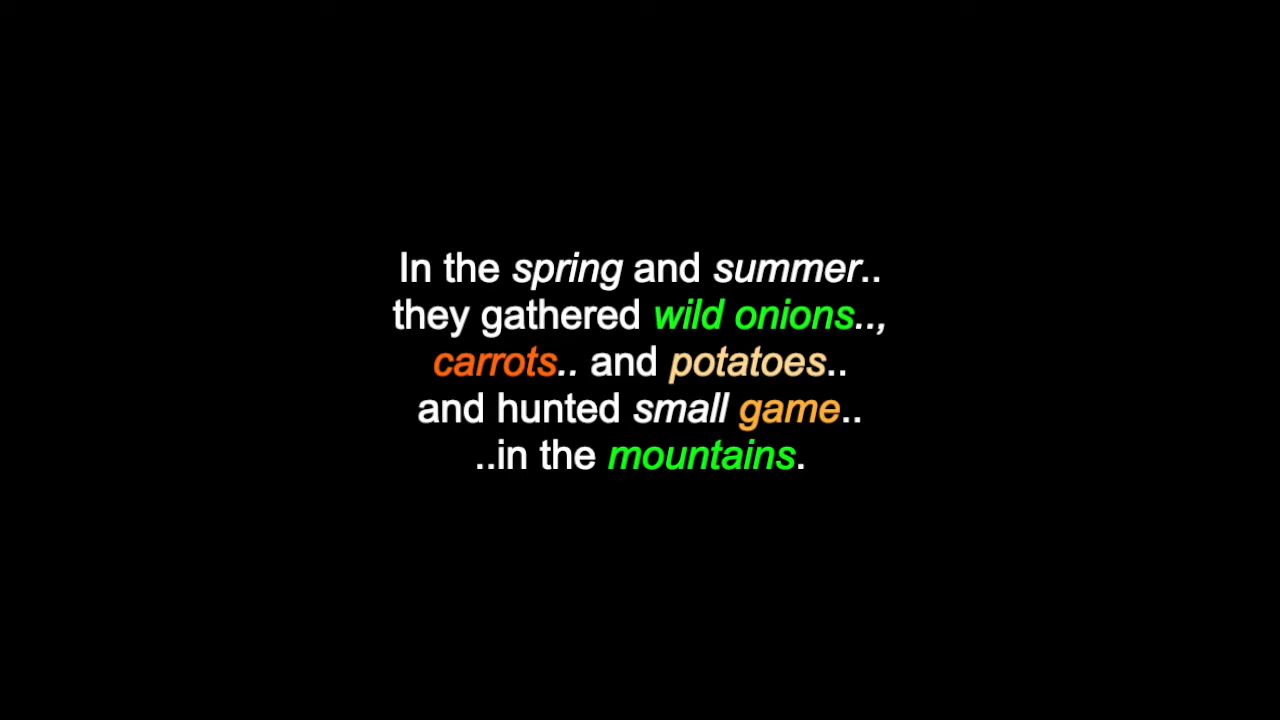 In the spring and summer..
they gathered wild onions..,
carrots.. and potatoes..
and hunted small game..
..in the mountains.